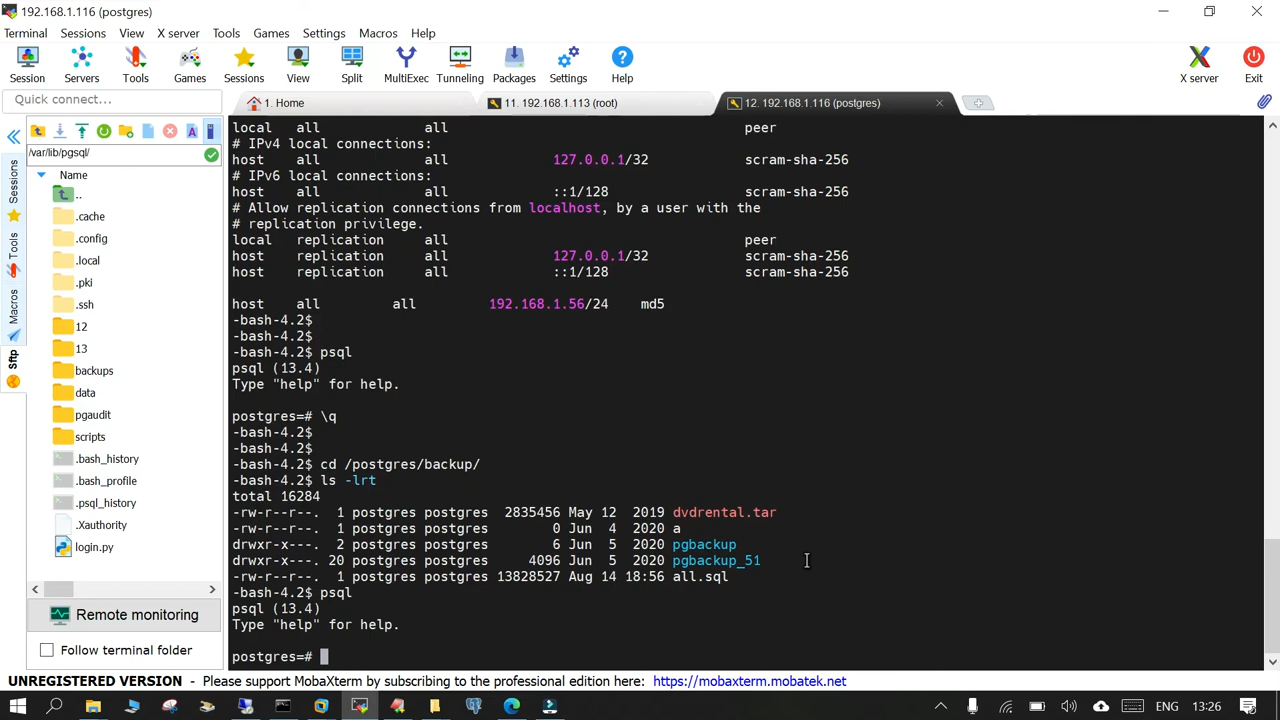 192.168.1.116 (postgres)
Terminal Sessions View X server Tools Games Settings Macros Help
Session Servers Tools Games Sessions View Split MultiExec Tunneling Packages Settings Help X server Exit
Quick connect...
1. Home
11. 192.168.1.113 (root)
12. 192.168.1.116 (postgres)
Sessions
Tools
Macros
Sftp
/var/lib/pgsql/
Name
..
.cache
.config
.local
.pki
.ssh
12
13
backups
data
pgaudit
scripts
.bash_history
.bash_profile
.psql_history
.Xauthority
login.py
Remote monitoring
Follow terminal folder
local all all peer
# IPv4 local connections:
host all all 127.0.0.1/32 scram-sha-256
# IPv6 local connections:
host all all ::1/128 scram-sha-256
# Allow replication connections from localhost, by a user with the
# replication privilege.
local replication all peer
host replication all 127.0.0.1/32 scram-sha-256
host replication all ::1/128 scram-sha-256
host all all 192.168.1.56/24 md5
-bash-4.2$
-bash-4.2$
-bash-4.2$ psql
psql (13.4)
Type "help" for help.
postgres=# \q
-bash-4.2$
-bash-4.2$
-bash-4.2$ cd /postgres/backup/
-bash-4.2$ ls -lrt
total 16284
-rw-r--r--. 1 postgres postgres 2835456 May 12 2019 dvdrental.tar
-rw-r--r--. 1 postgres postgres 0 Jun 4 2020 a
drwxr-x---. 2 postgres postgres 6 Jun 5 2020 pgbackup
drwxr-x---. 20 postgres postgres 4096 Jun 5 2020 pgbackup_51
-rw-r--r--. 1 postgres postgres 13828527 Aug 14 18:56 all.sql
-bash-4.2$ psql
psql (13.4)
Type "help" for help.
postgres=#
UNREGISTERED VERSION - Please support MobaXterm by subscribing to the professional edition here: https://mobaxterm.mobatek.net
ENG 13:26